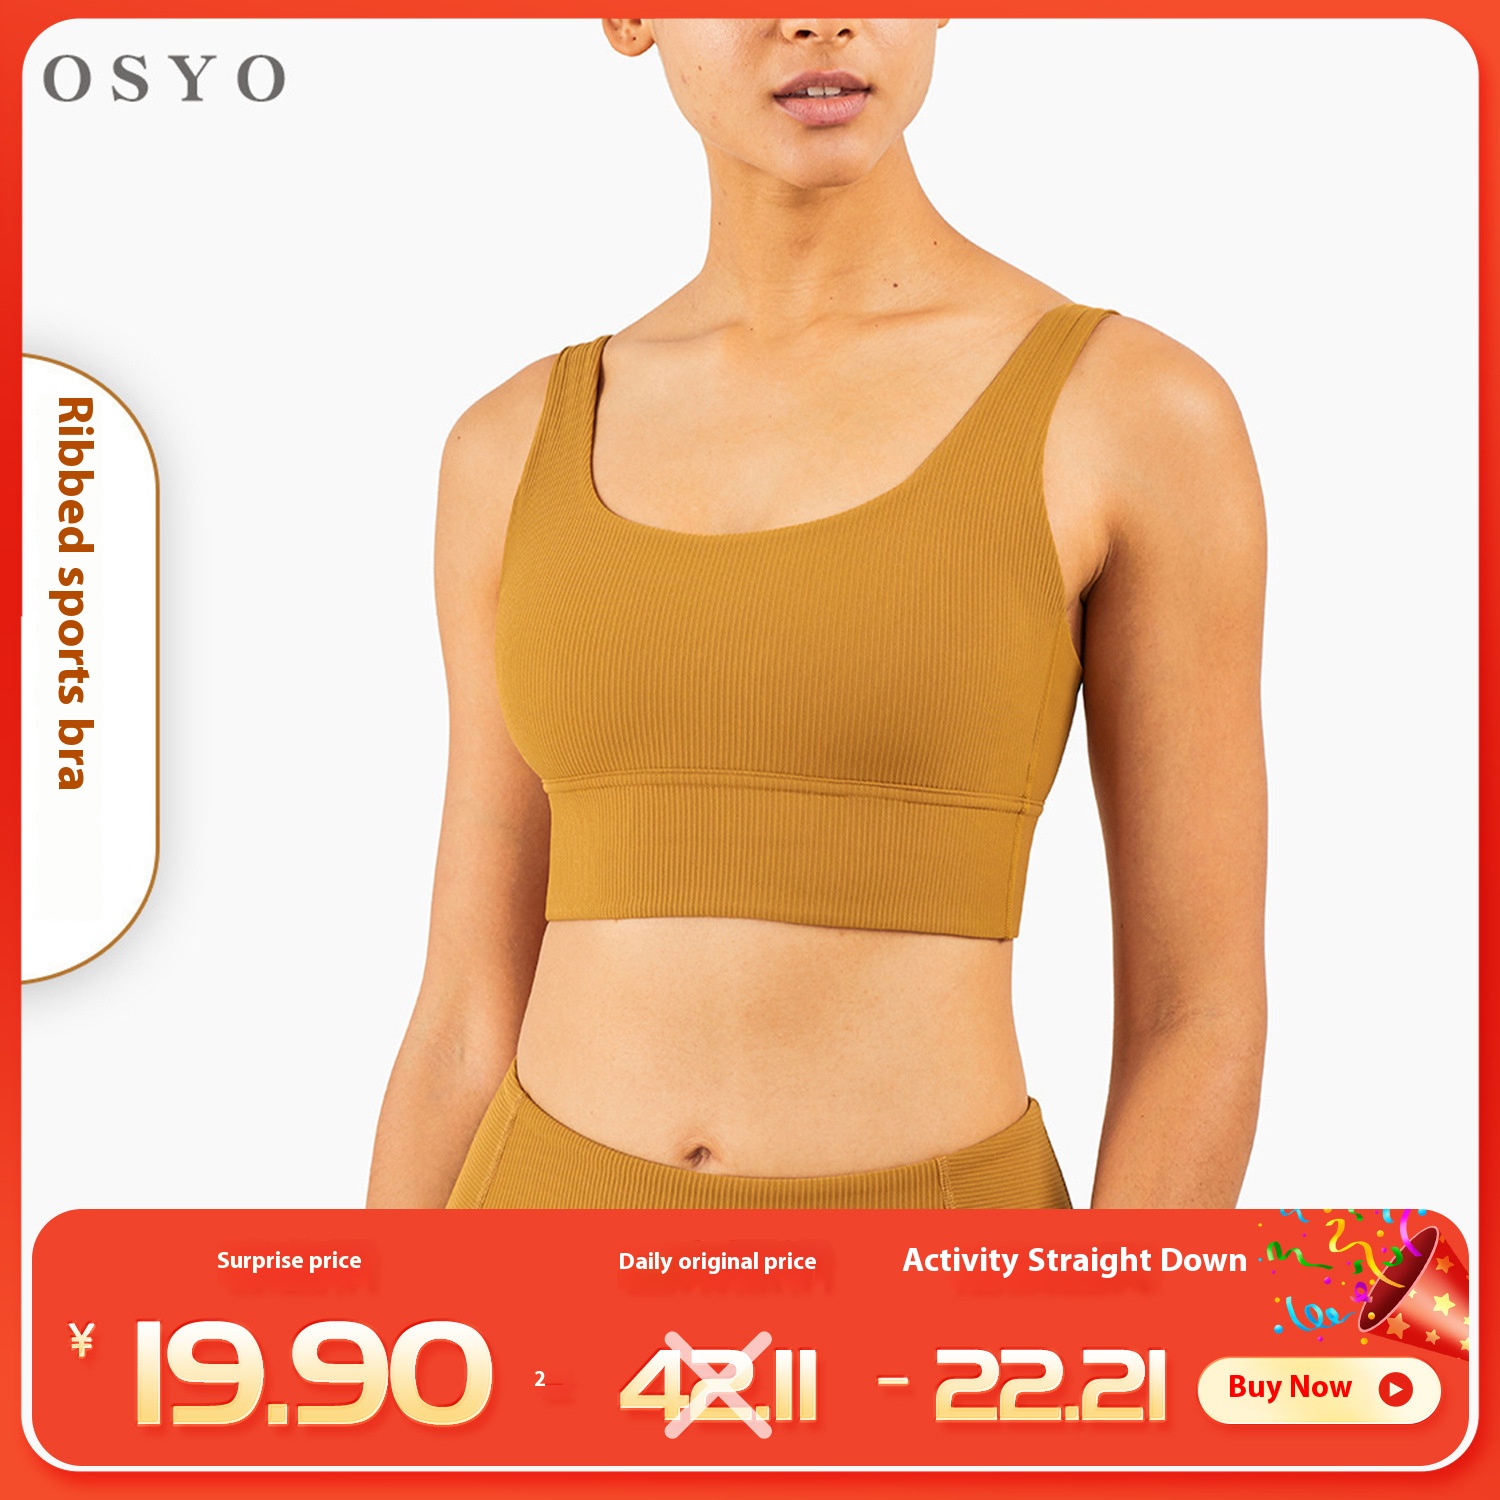 OSYO
Ribbed sports bra
Surprise price
Daily original price
Activity Straight Down
¥ 19.90
2
42.11
- 22.21
Buy Now